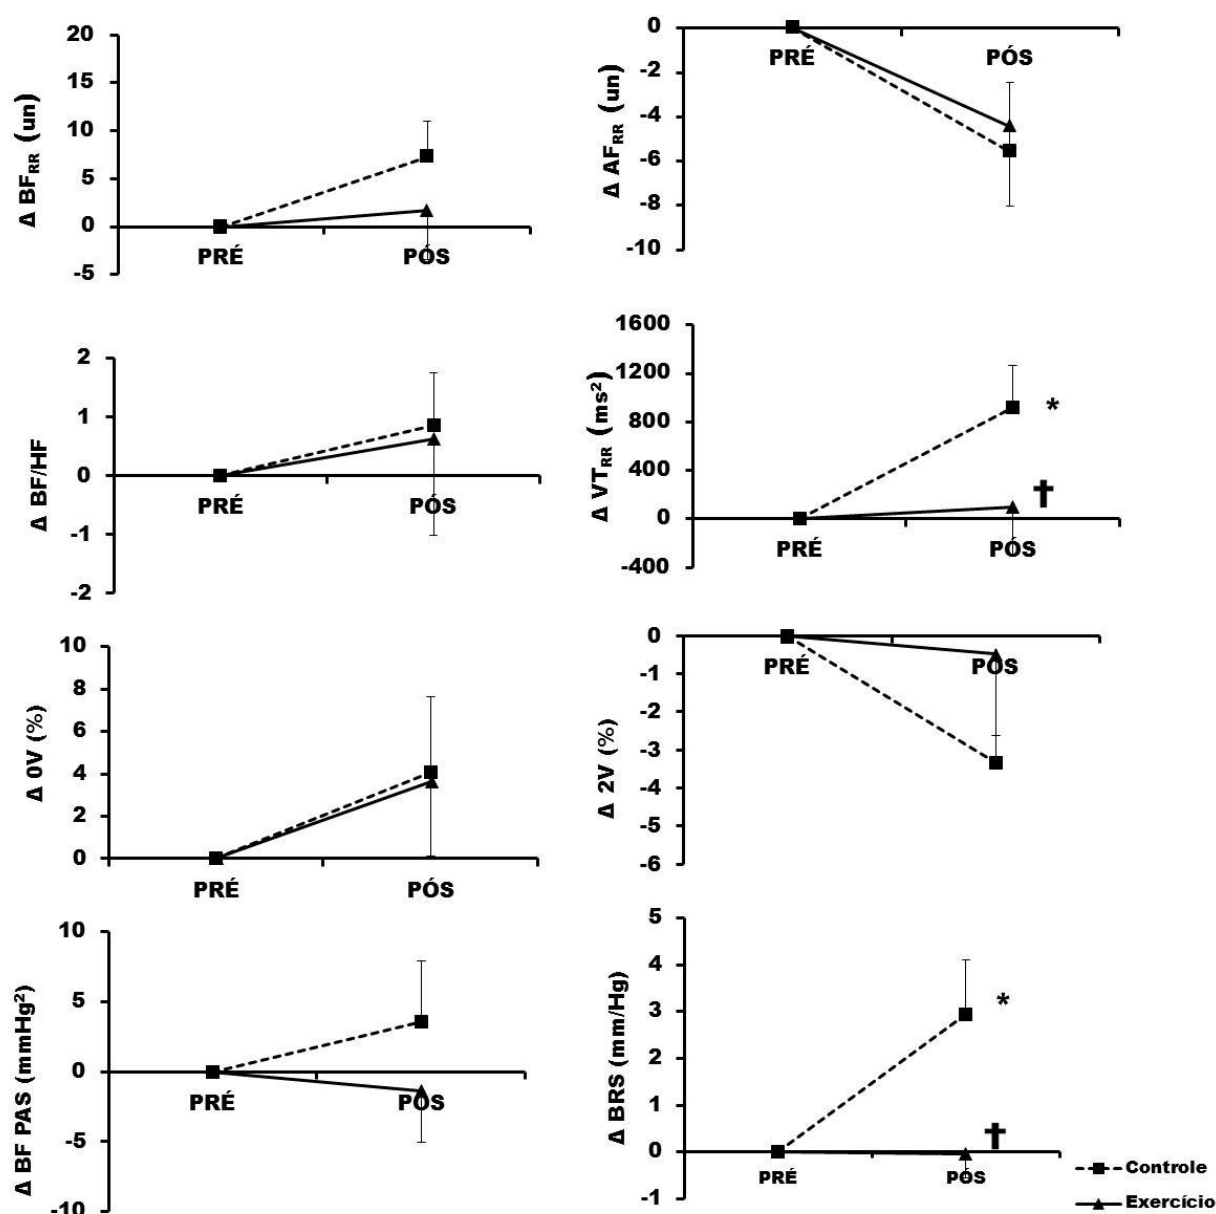 Δ BF_RR (un)
20
15
10
5
0
-5
PRÉ
PÓS
Δ AF_RR (un)
0
-2
-4
-6
-8
-10
PRÉ
PÓS
Δ BF/HF
2
1
0
-1
-2
PRÉ
PÓS
Δ VT_RR (ms²)
1600
1200
800
400
0
-400
*
†
PRÉ
PÓS
Δ 0V (%)
10
8
6
4
2
0
PRÉ
PÓS
Δ 2V (%)
0
-1
-2
-3
-4
-5
-6
PRÉ
PÓS
Δ BF PAS (mmHg²)
10
5
0
-5
-10
PRÉ
PÓS
Δ BRS (mm/Hg)
5
4
3
2
1
0
-1
*
†
PRÉ
PÓS
Controle
Exercício